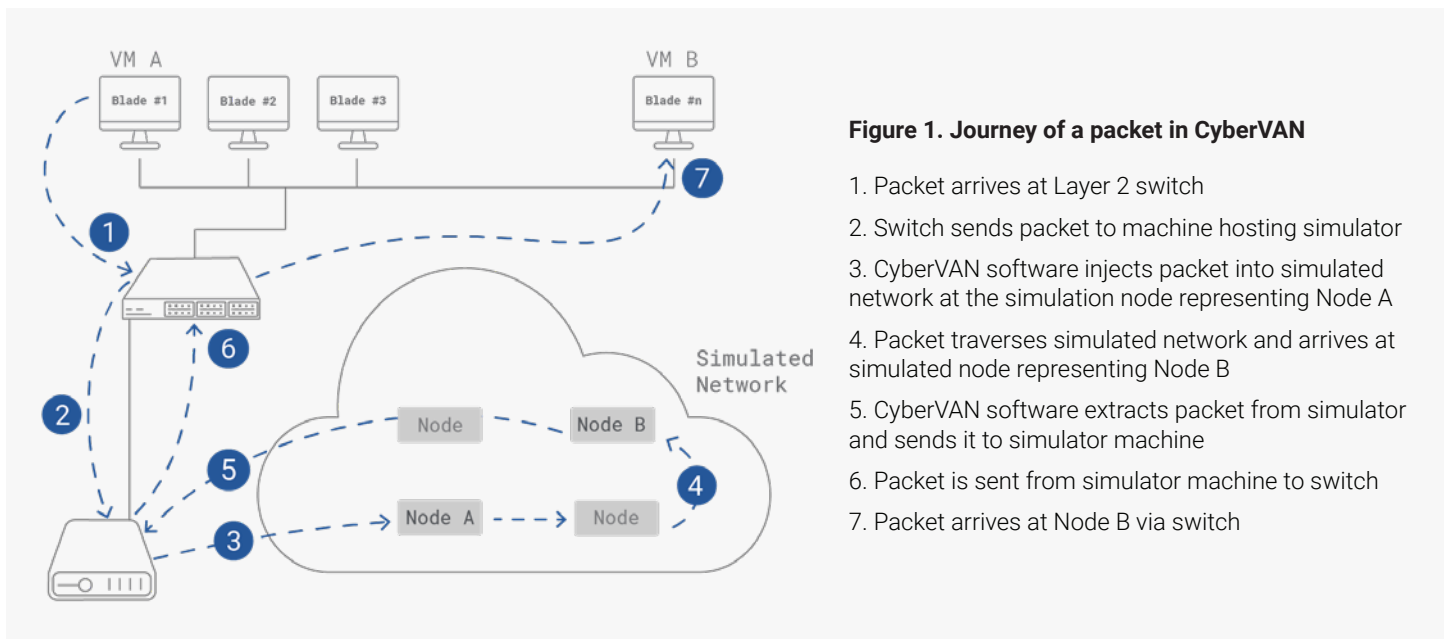 VM A
VM B
Blade #1
Blade #2
Blade #3
Blade #n
7
1
6
2
Simulated
Network
Node
Node B
5
4
Node A
Node
3
Figure 1. Journey of a packet in CyberVAN
1. Packet arrives at Layer 2 switch
2. Switch sends packet to machine hosting simulator
3. CyberVAN software injects packet into simulated
network at the simulation node representing Node A
4. Packet traverses simulated network and arrives at
simulated node representing Node B
5. CyberVAN software extracts packet from simulator
and sends it to simulator machine
6. Packet is sent from simulator machine to switch
7. Packet arrives at Node B via switch